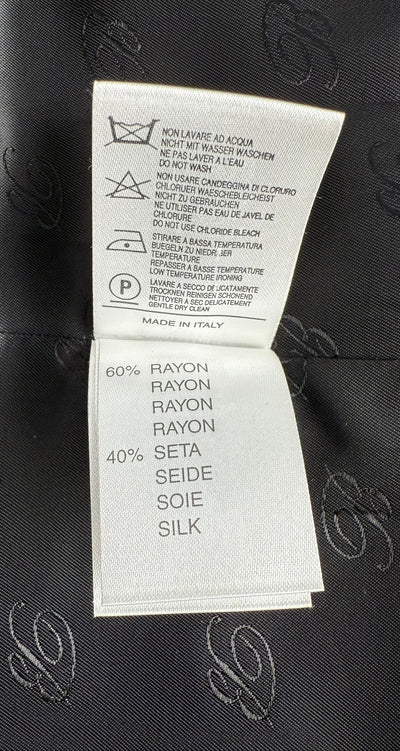 NON LAVARE AD ACQUA
NICHT MIT WASSER WASCHEN
NE PAS LAVER A L'EAU
DO NOT WASH
NON USARE CANDEGGINA DI CLORURO
CHLORUER WAESCHEBLEICHEIST
NICHT ZU GEBRAUCHEN
NE UTILISER PAS EAU DE JAVEL DE
CHLORURE
DO NOT USE CHLORIDE BLEACH
STIRARE A BASSA TEMPERATURA
BUEGELN ZU NIEDRIGER
TEMPERATURE
REPASSER A BASSE TEMPERATURE
LOW TEMPERATURE IRONING
P
LAVARE A SECCO DELICATAMENTE
TROCKNEN REINIGEN SCHONEND
NETTOYER A SEC DELICATEMENT
GENTLE DRY CLEAN
MADE IN ITALY
60% RAYON
RAYON
RAYON
RAYON
40% SETA
SEIDE
SOIE
SILK